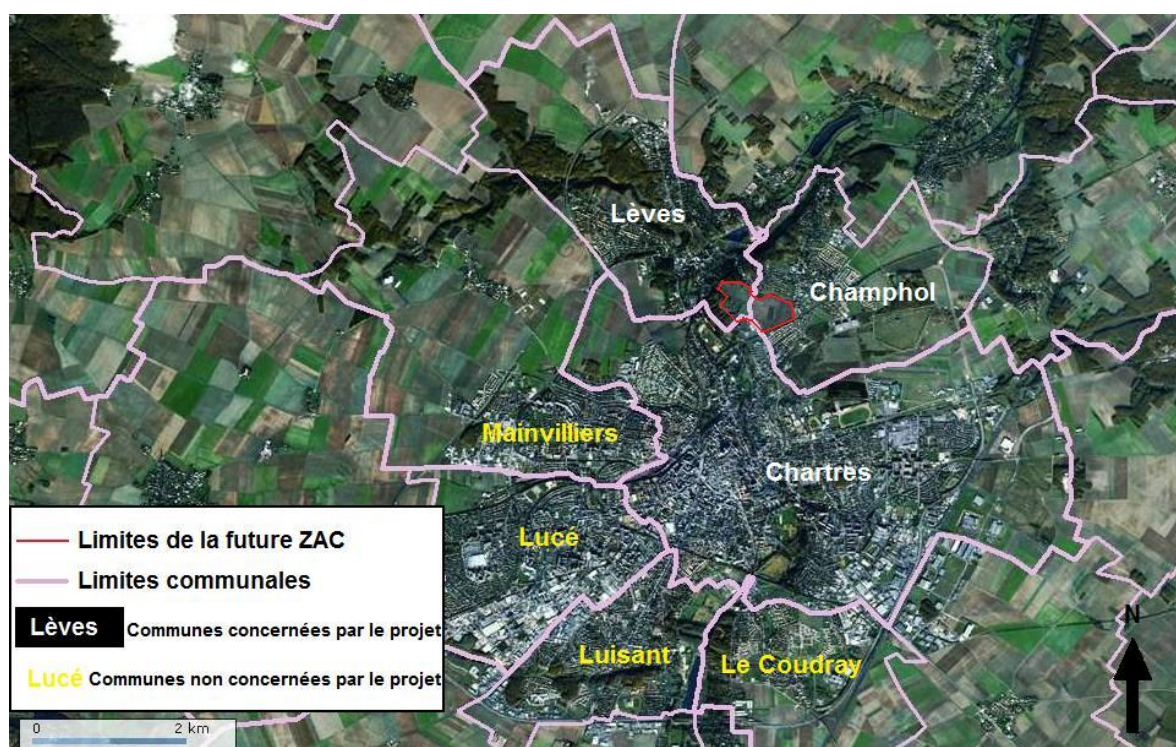 Lèves
Champhol
Mainvilliers
Chartres
Lucé
Luisant
Le Coudray
Limites de la future ZAC
Limites communales
Lèves Communes concernées par le projet
Lucé Communes non concernées par le projet
0 2 km
N